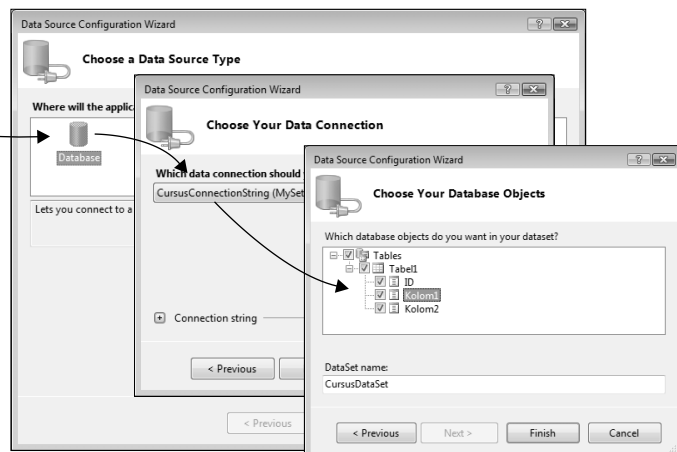 Data Source Configuration Wizard
Choose a Data Source Type
Where will the applic
Database
Lets you connect to a
< Previous
Data Source Configuration Wizard
Choose Your Data Connection
Which data connection should
CursusConnectionString (MySet
Connection string
< Previous
Data Source Configuration Wizard
Choose Your Database Objects
Which database objects do you want in your dataset?
Tables
Tabel1
ID
Kolom1
Kolom2
DataSet name:
CursusDataSet
< Previous
Next >
Finish
Cancel